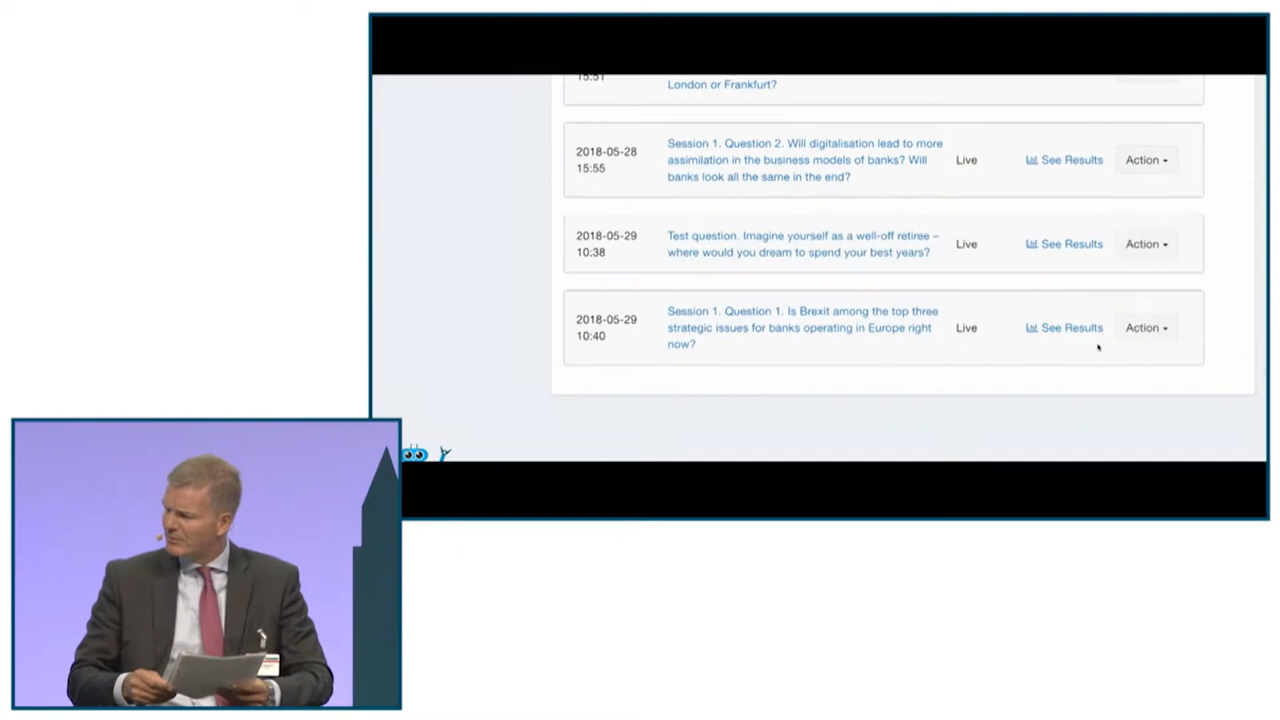 15:51
London or Frankfurt?
2018-05-28
15:55
Session 1. Question 2. Will digitalisation lead to more
assimilation in the business models of banks? Will
banks look all the same in the end?
Live
See Results
Action
2018-05-29
10:38
Test question. Imagine yourself as a well-off retiree –
where would you dream to spend your best years?
Live
See Results
Action
2018-05-29
10:40
Session 1. Question 1. Is Brexit among the top three
strategic issues for banks operating in Europe right
now?
Live
See Results
Action